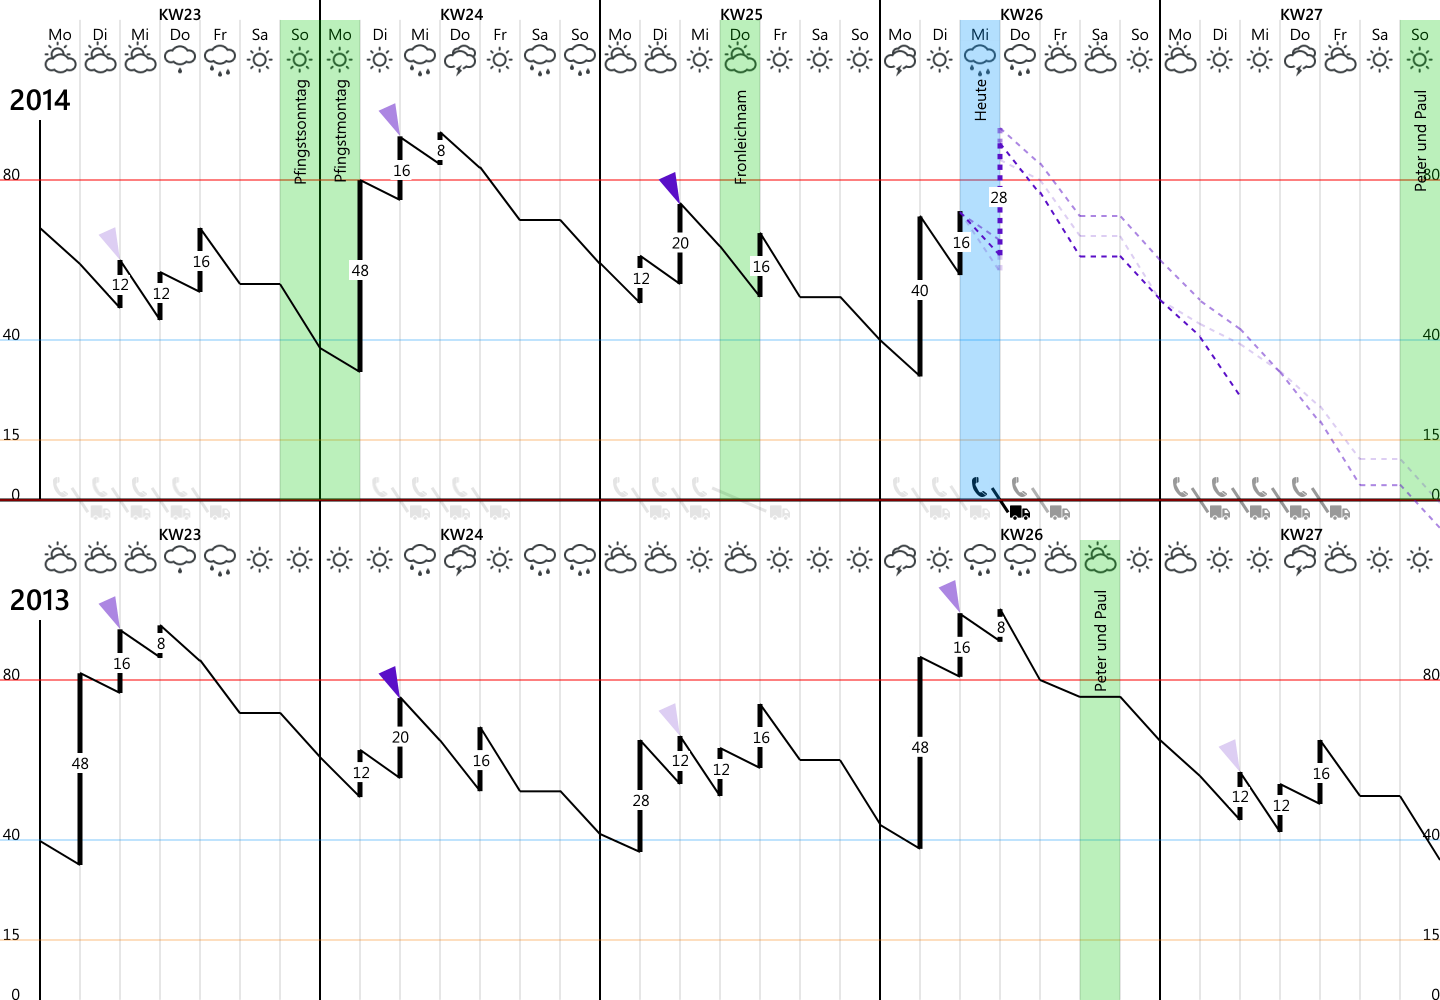 KW23 KW24 KW25 KW26 KW27
Mo Di Mi Do Fr Sa So Mo Di Mi Do Fr Sa So Mo Di Mi Do Fr Sa So Mo Di Mi Do Fr Sa So Mo Di Mi Do Fr Sa So
2014
Pfingstsonntag
Pfingstmontag
Fronleichnam
Heute
Peter und Paul
8
16
80 80
28
16
20
12 12 16 48 12 16 40
40 40
15 15
0 0
KW23 KW24 KW26 KW27
2013
Peter und Paul
8 8
16 16
80 80
48 12 20 16 28 12 12 16 48 12 12 16
40 40
15 15
0 0